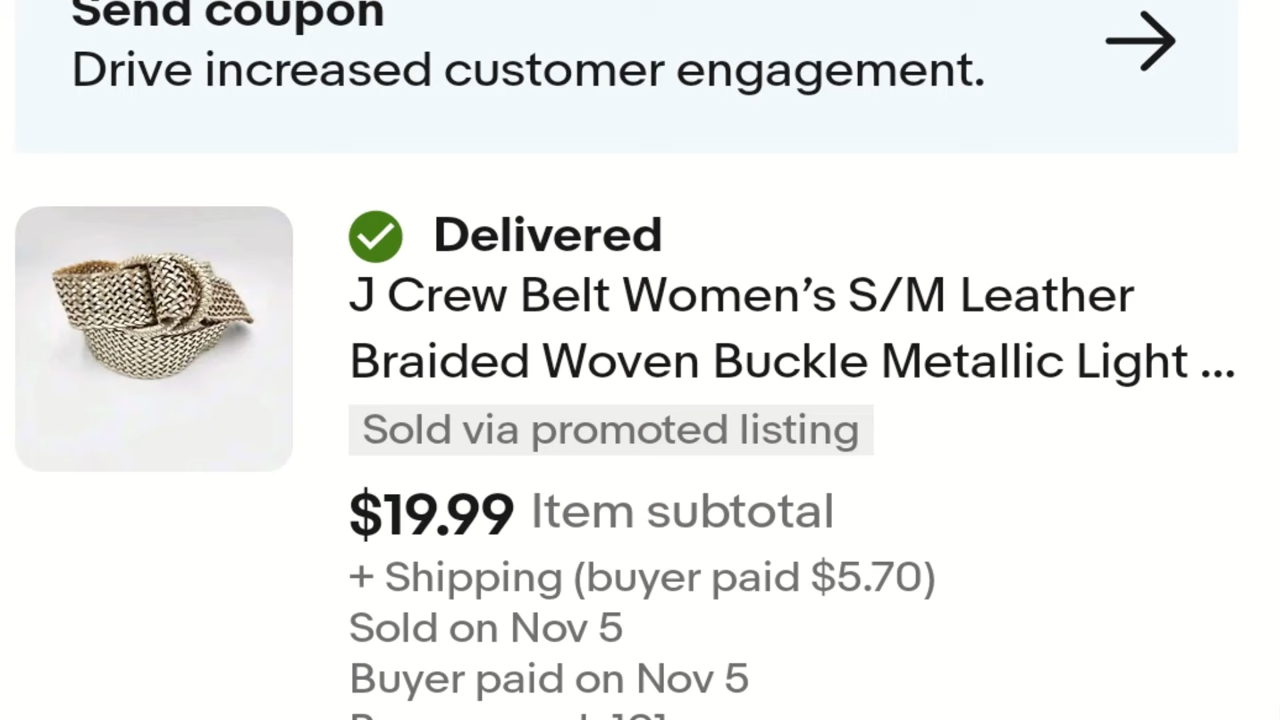 Send coupon
Drive increased customer engagement.
Delivered
J Crew Belt Women’s S/M Leather
Braided Woven Buckle Metallic Light ...
Sold via promoted listing
$19.99 Item subtotal
+ Shipping (buyer paid $5.70)
Sold on Nov 5
Buyer paid on Nov 5